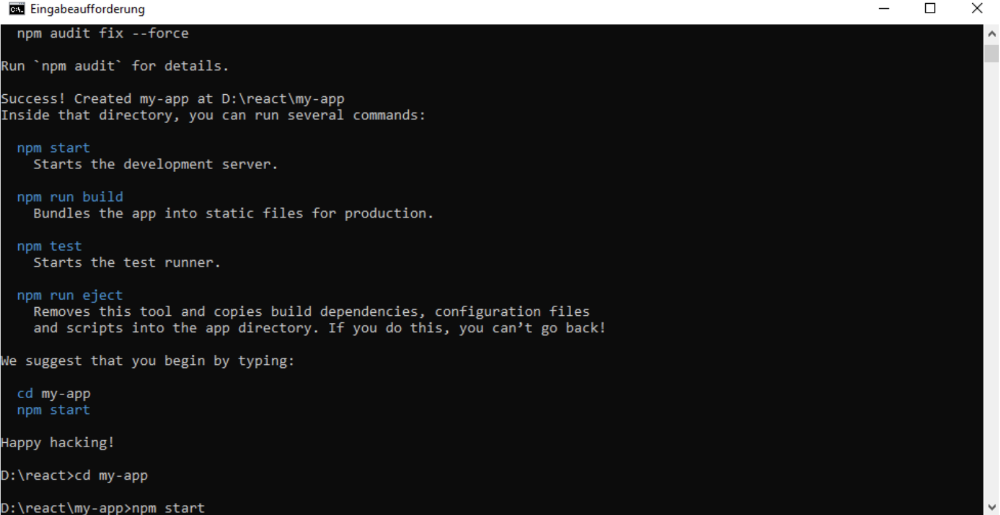 Eingabeaufforderung
npm audit fix --force
Run `npm audit` for details.
Success! Created my-app at D:\react\my-app
Inside that directory, you can run several commands:
npm start
Starts the development server.
npm run build
Bundles the app into static files for production.
npm test
Starts the test runner.
npm run eject
Removes this tool and copies build dependencies, configuration files
and scripts into the app directory. If you do this, you can’t go back!
We suggest that you begin by typing:
cd my-app
npm start
Happy hacking!
D:\react>cd my-app
D:\react\my-app>npm start